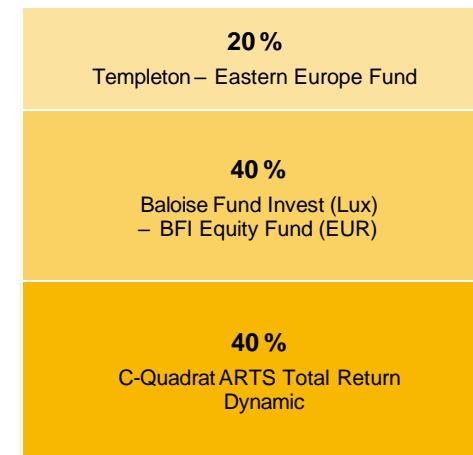 20 %
Templeton – Eastern Europe Fund
40 %
Baloise Fund Invest (Lux)
– BFI Equity Fund (EUR)
40 %
C-Quadrat ARTS Total Return
Dynamic